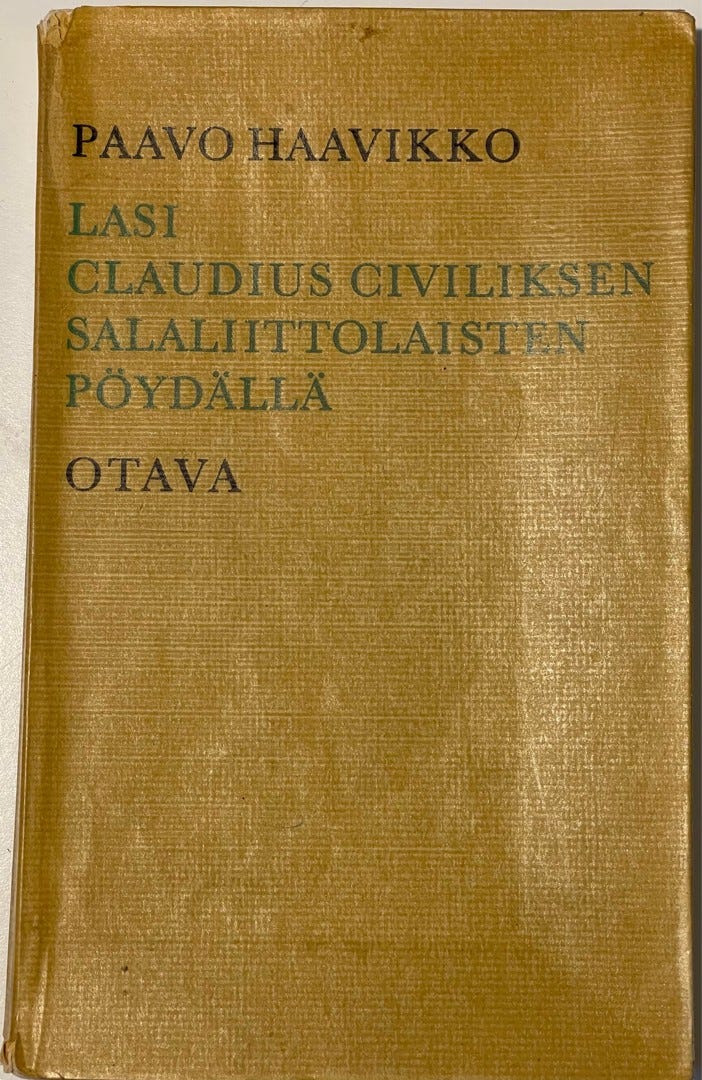 PAAVO HAAVIKKO
LASI
CLAUDIUS CIVILIKSEN
SALALIITTOLAISTEN
PÖYDÄLLÄ
OTAVA